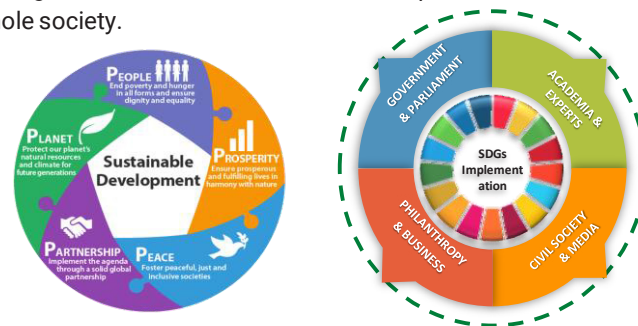 hole society.
PEOPLE
End poverty and hunger
in all forms and ensure
dignity and equality
PROSPERITY
Ensure prosperous
and fulfilling lives in
harmony with nature
PEACE
Foster peaceful, just and
inclusive societies
PARTNERSHIP
Implement the agenda
through a solid global
partnership
PLANET
Protect our planet's
natural resources
and climate for
future generations
Sustainable
Development
GOVERNMENT
& PARLIAMENT
ACADEMIA &
EXPERTS
CIVIL SOCIETY
& MEDIA
PHILANTHROPY
& BUSINESS
SDGs
Implement
ation